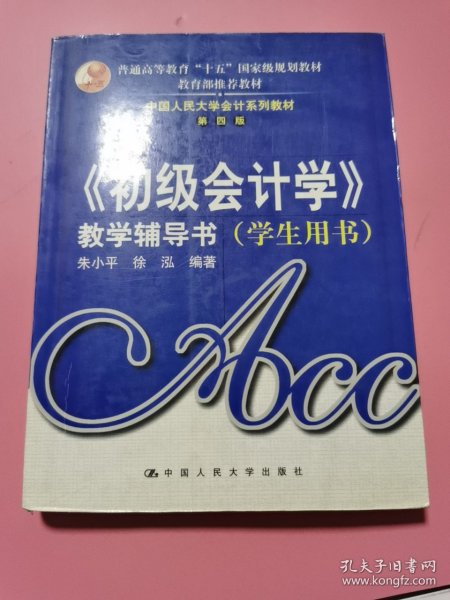 普通高等教育“十五”国家级规划教材
教育部推荐教材
中国人民大学会计系列教材
第四版
《初级会计学》
教学辅导书（学生用书）
朱小平 徐泓 编著
Acc
中国人民大学出版社
孔夫子旧书网
www.kongfz.com